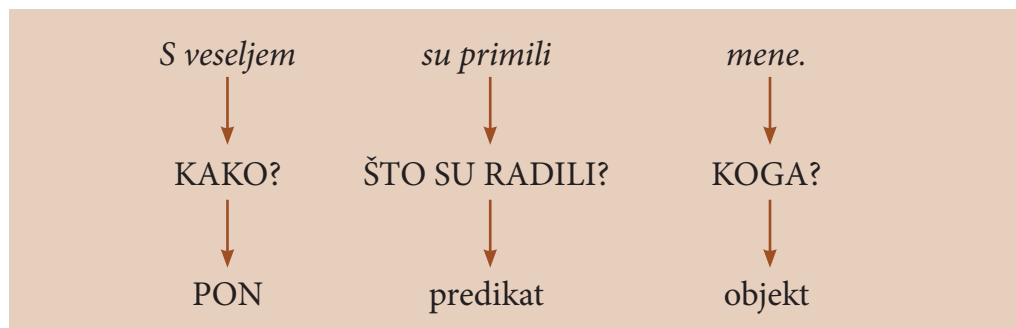 S veseljem su primili mene.
KAKO? ŠTO SU RADILI? KOGA?
PON predikat objekt